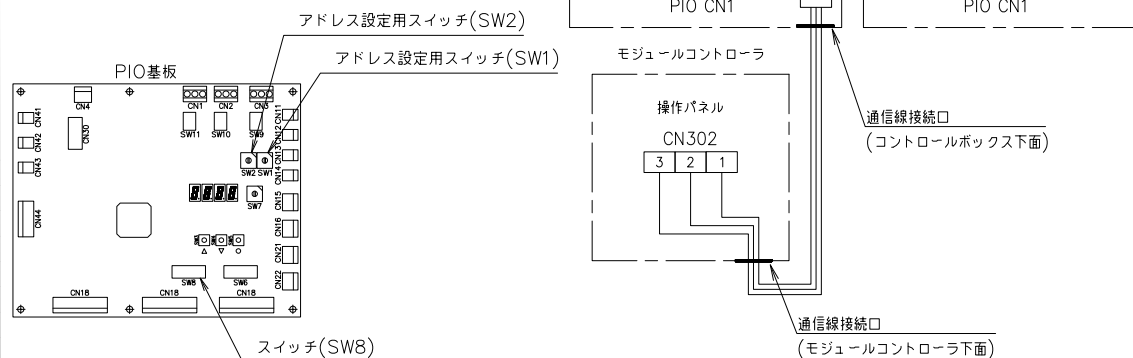 アドレス設定用スイッチ(SW2)
アドレス設定用スイッチ(SW1)
PIO基板
CN4
CN1
CN2
CN3
CN41
CN30
SW11
SW10
SW9
CN11
CN12
CN13
CN14
CN42
CN43
SW2
SW1
SW7
CN15
CN44
CN16
CN21
CN22
△
▽
○
SW8
SW6
CN18
CN18
CN18
スイッチ(SW8)
PIO CN1
PIO CN1
モジュールコントローラ
操作パネル
CN302
3 2 1
通信線接続口
(コントロールボックス下面)
通信線接続口
(モジュールコントローラ下面)